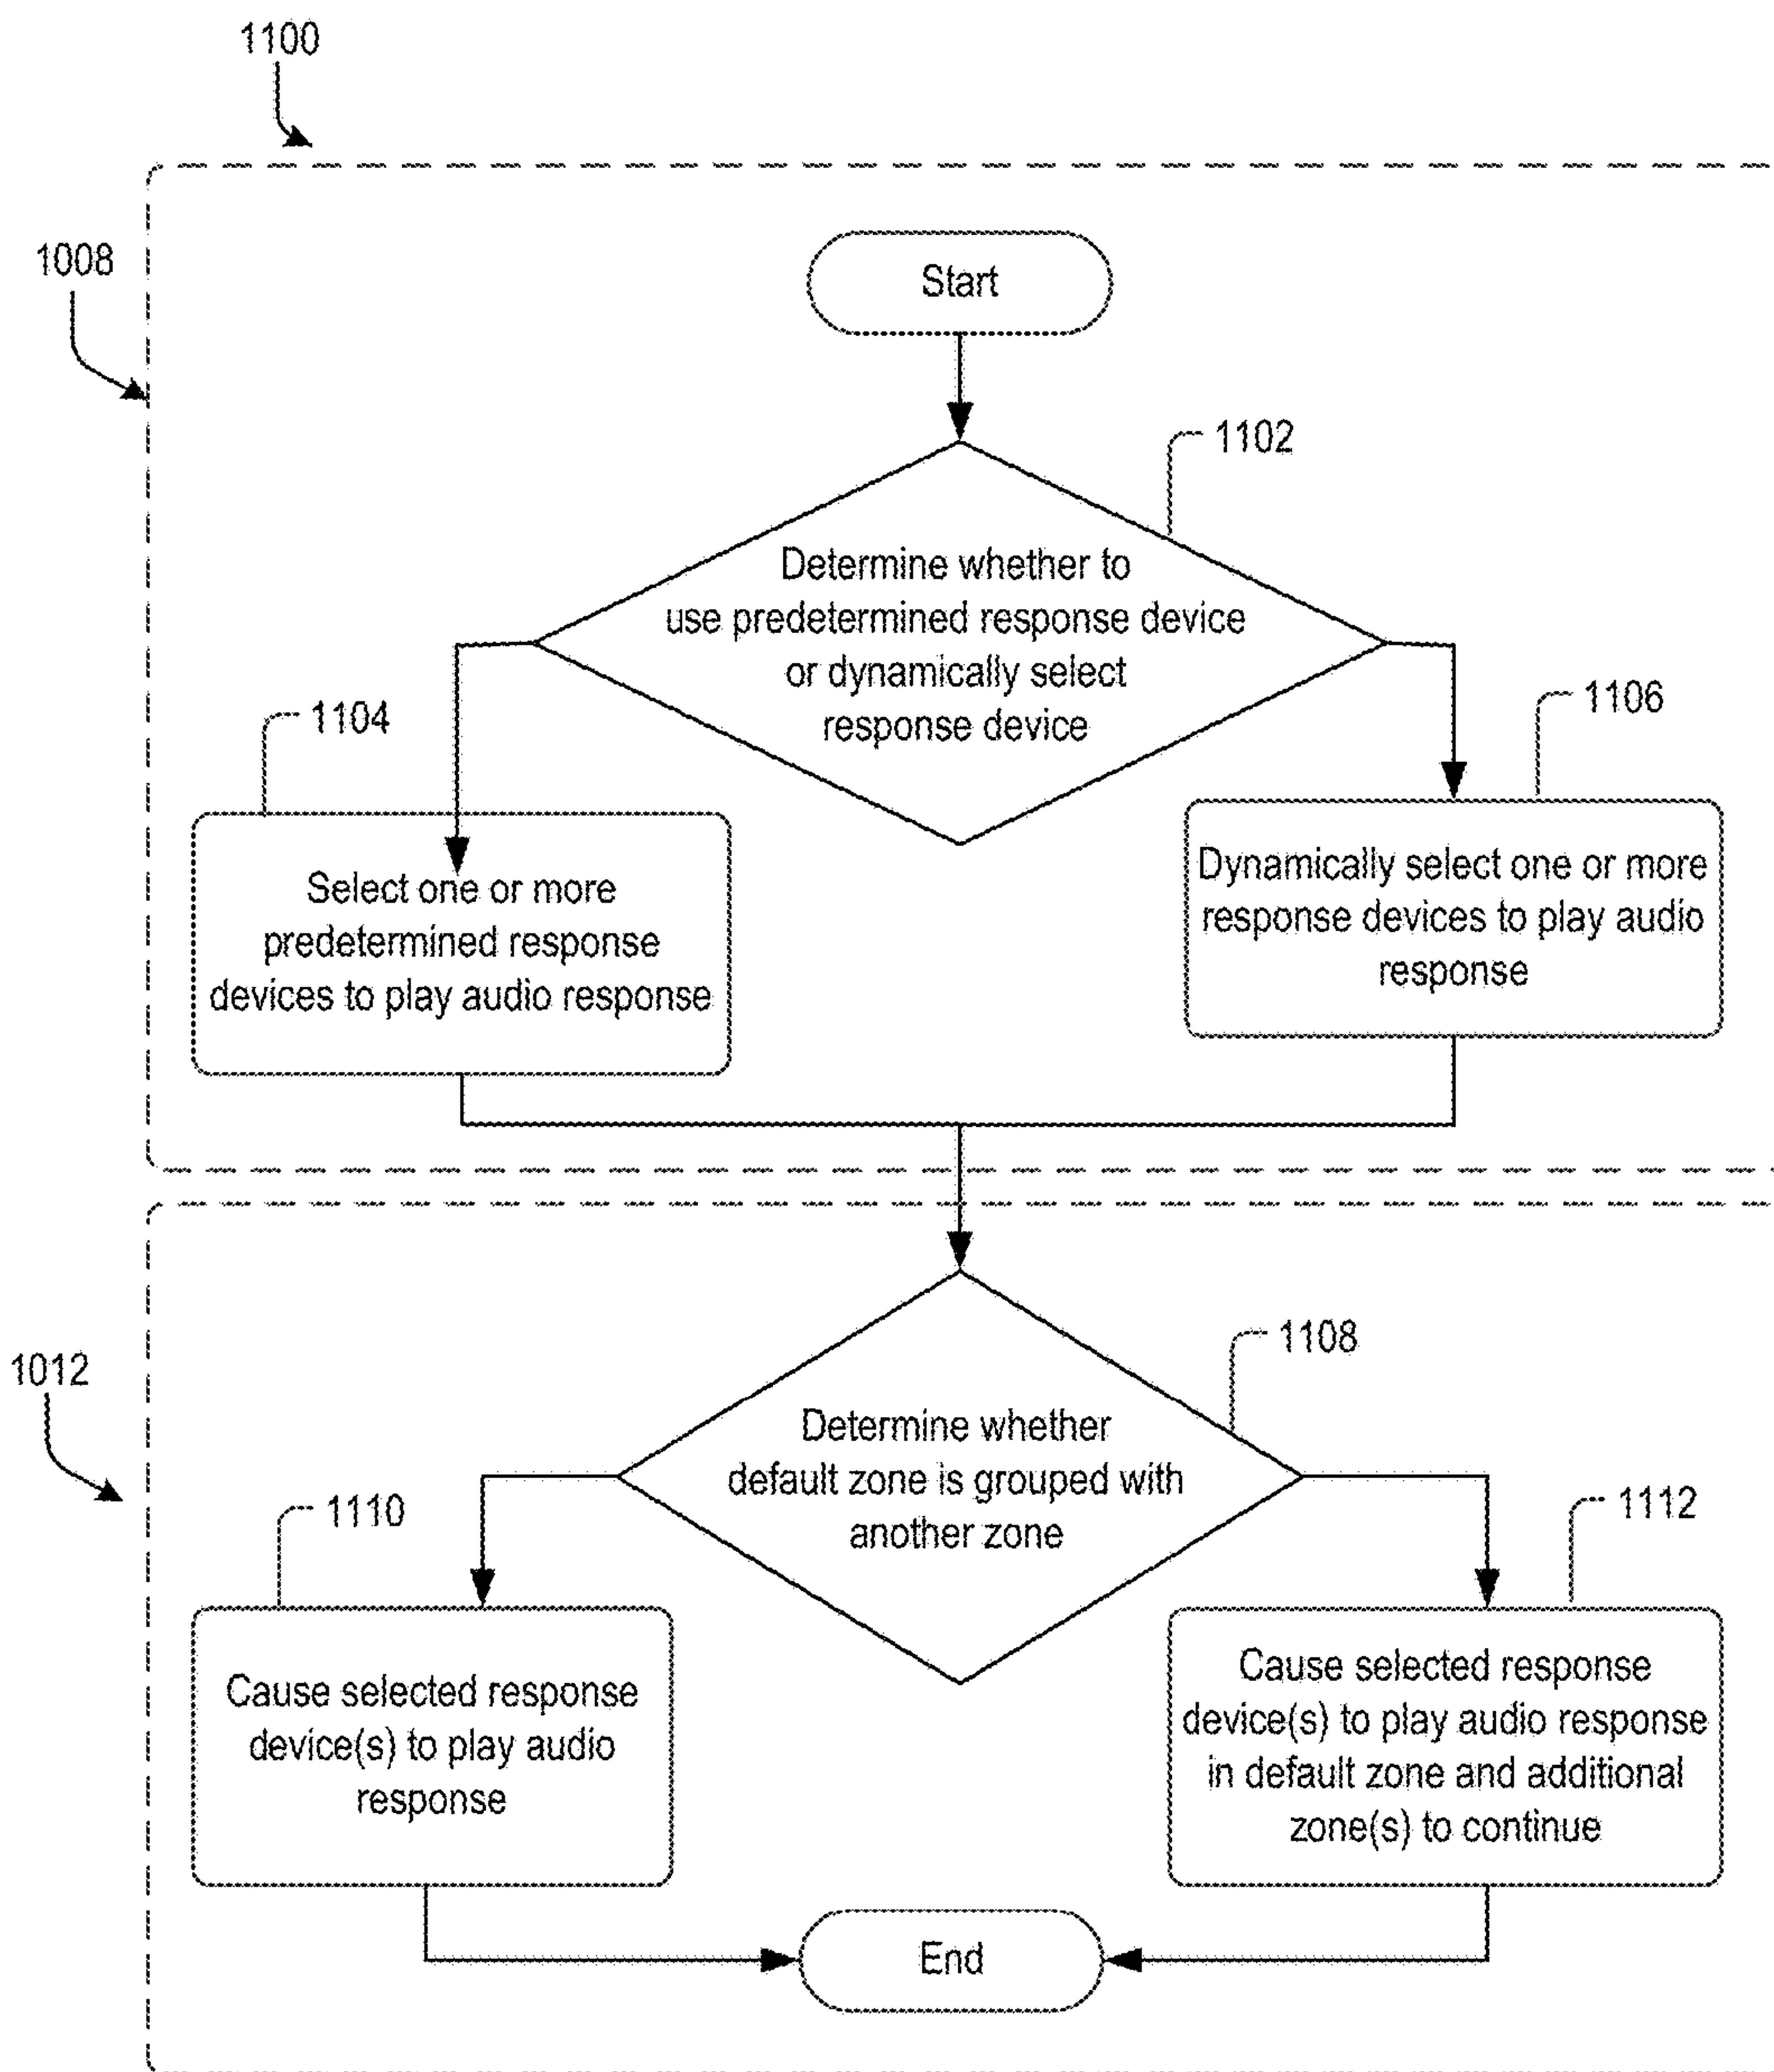 1100
1008
Start
1102
Determine whether to
use predetermined response device
or dynamically select
response device
1104
1106
Select one or more
predetermined response
devices to play audio response
Dynamically select one or more
response devices to play audio
response
1012
1108
Determine whether
default zone is grouped with
another zone
1110
1112
Cause selected response
device(s) to play audio
response
Cause selected response
device(s) to play audio response
in default zone and additional
zone(s) to continue
End